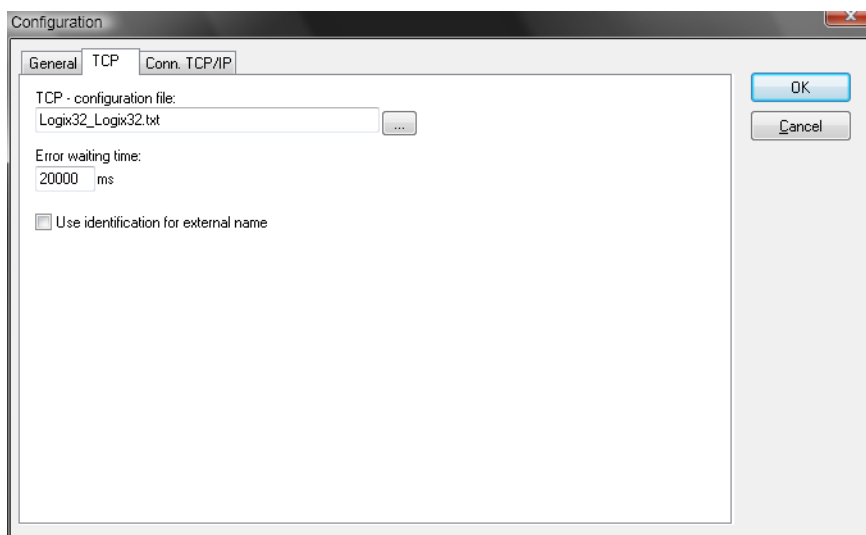 Configuration
General
TCP
Conn. TCP/IP
TCP - configuration file:
Logix32_Logix32.txt
...
Error waiting time:
20000 ms
Use identification for external name
OK
Cancel